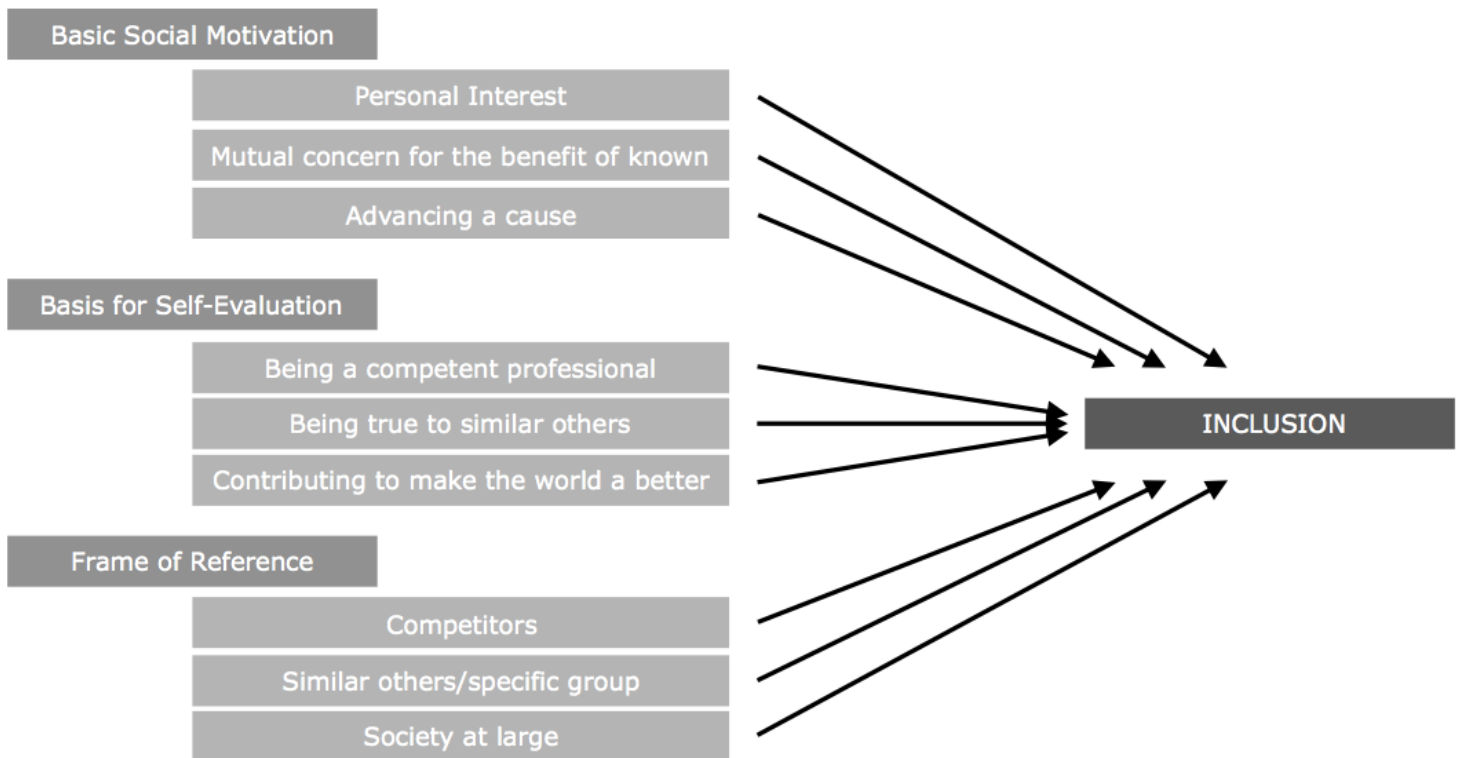 Basic Social Motivation
Personal Interest
Mutual concern for the benefit of known
Advancing a cause
Basis for Self-Evaluation
Being a competent professional
Being true to similar others
Contributing to make the world a better
INCLUSION
Frame of Reference
Competitors
Similar others/specific group
Society at large